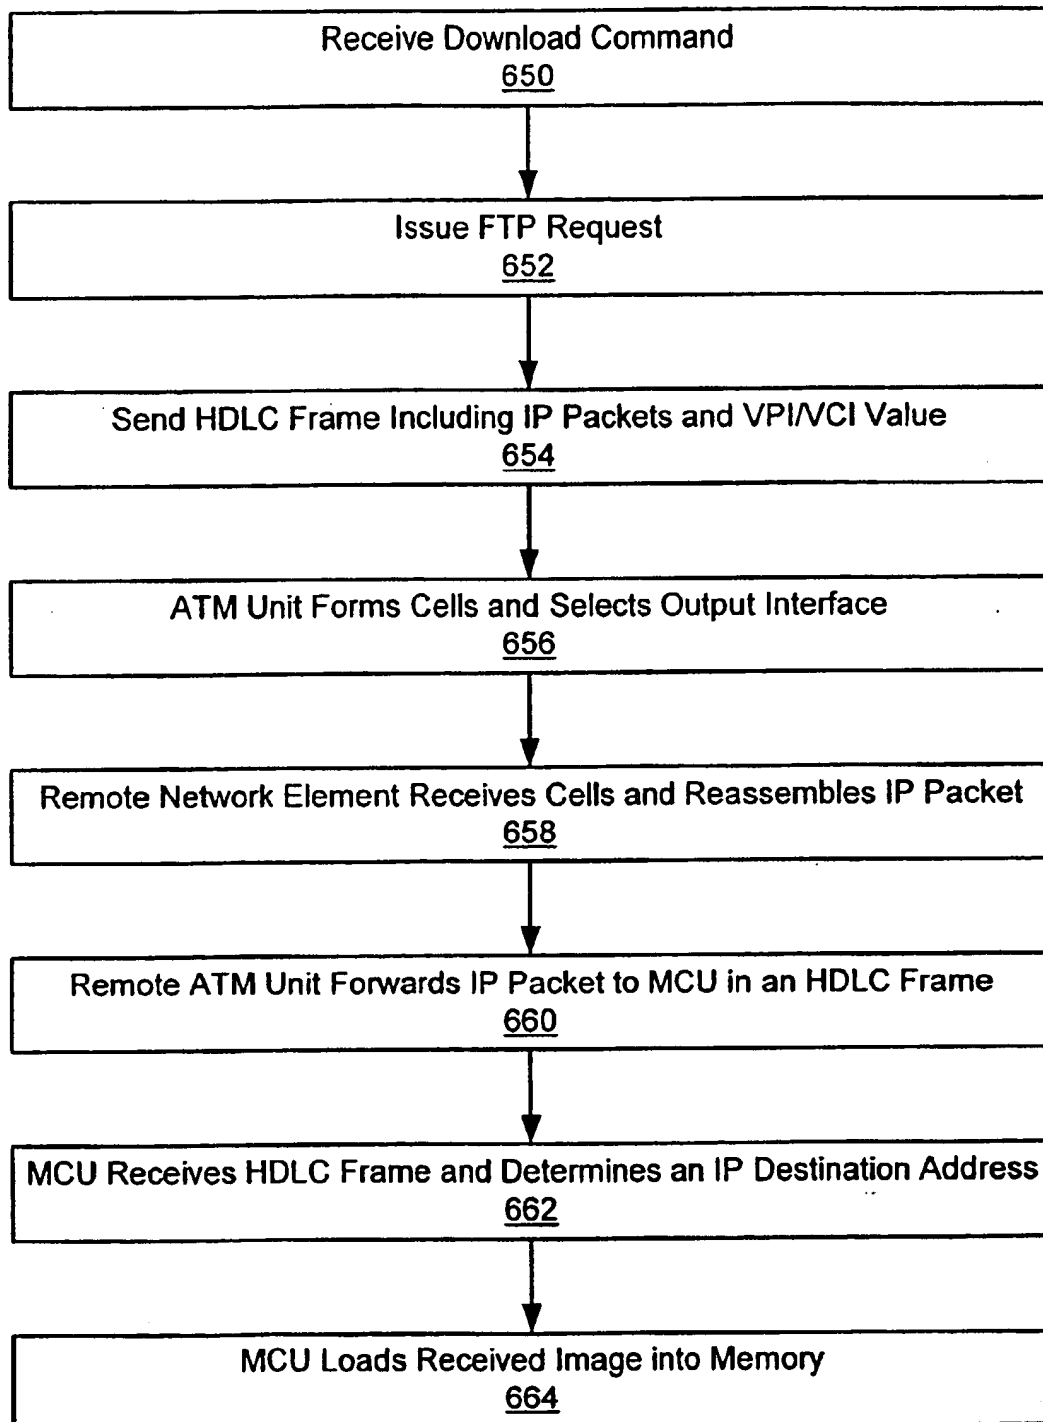 Receive Download Command
650
Issue FTP Request
652
Send HDLC Frame Including IP Packets and VPI/VCI Value
654
ATM Unit Forms Cells and Selects Output Interface
656
Remote Network Element Receives Cells and Reassembles IP Packet
658
Remote ATM Unit Forwards IP Packet to MCU in an HDLC Frame
660
MCU Receives HDLC Frame and Determines an IP Destination Address
662
MCU Loads Received Image into Memory
664